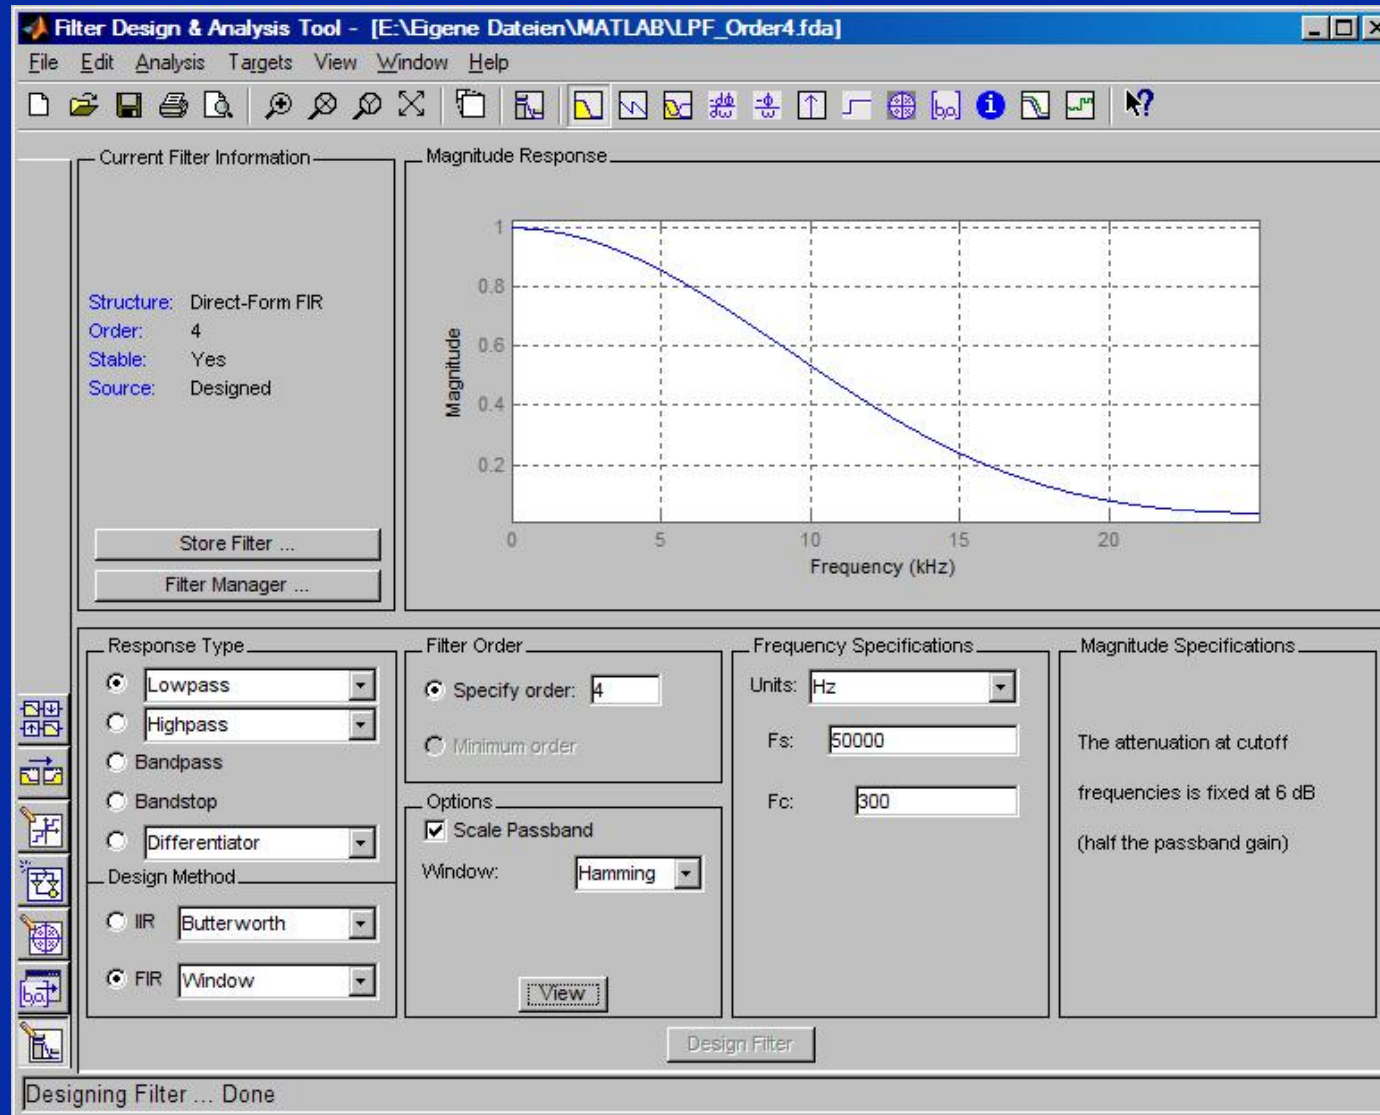 Filter Design & Analysis Tool - [E:\Eigene Dateien\MATLAB\LPF_Order4.fda]
File Edit Analysis Targets View Window Help
Current Filter Information
Structure: Direct-Form FIR
Order: 4
Stable: Yes
Source: Designed
Store Filter ...
Filter Manager ...
Magnitude Response
1
0.8
0.6
0.4
0.2
Magnitude
0 5 10 15 20
Frequency (kHz)
Response Type
Lowpass
Highpass
Bandpass
Bandstop
Differentiator
Design Method
IIR Butterworth
FIR Window
Filter Order
Specify order: 4
Minimum order
Options
Scale Passband
Window: Hamming
View
Frequency Specifications
Units: Hz
Fs: 50000
Fc: 300
Magnitude Specifications
The attenuation at cutoff
frequencies is fixed at 6 dB
(half the passband gain)
Design Filter
Designing Filter ... Done